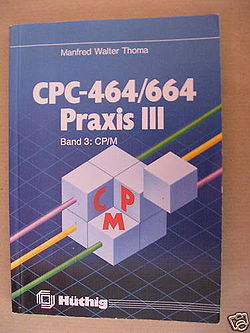 Manfred Walter Thoma
CPC-464/664
Praxis III
Band 3: CP/M
C P
M
Hüthig